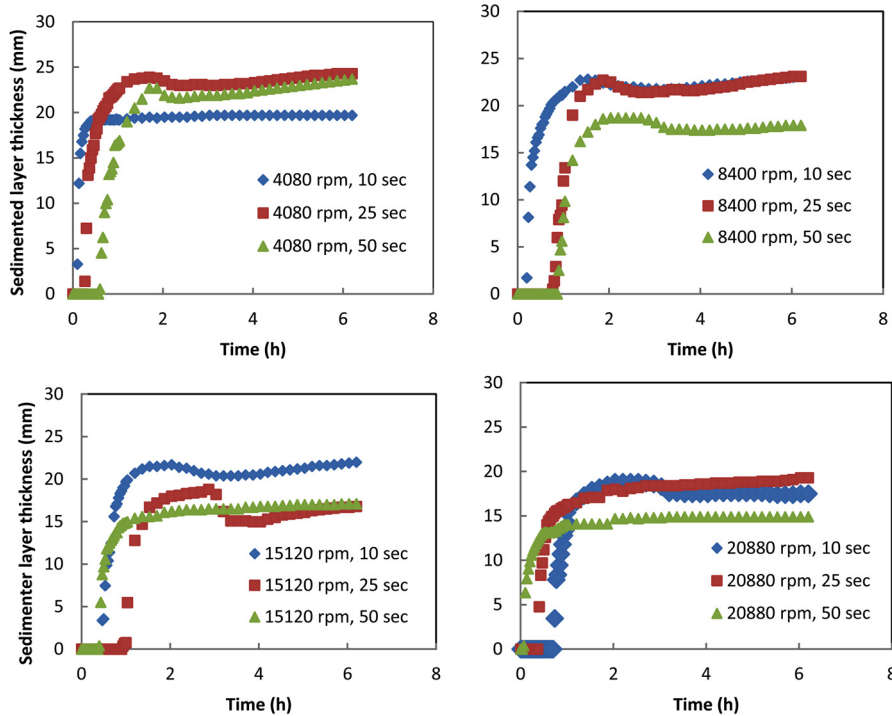 Sedimented layer thickness (mm)
30
25
20
15
10
5
0
4080 rpm, 10 sec
4080 rpm, 25 sec
4080 rpm, 50 sec
0 2 4 6 8
Time (h)
30
25
20
15
10
5
0
8400 rpm, 10 sec
8400 rpm, 25 sec
8400 rpm, 50 sec
0 2 4 6 8
Time (h)
Sedimenter layer thickness (mm)
30
25
20
15
10
5
0
15120 rpm, 10 sec
15120 rpm, 25 sec
15120 rpm, 50 sec
0 2 4 6 8
Time (h)
30
25
20
15
10
5
0
20880 rpm, 10 sec
20880 rpm, 25 sec
20880 rpm, 50 sec
0 2 4 6 8
Time (h)